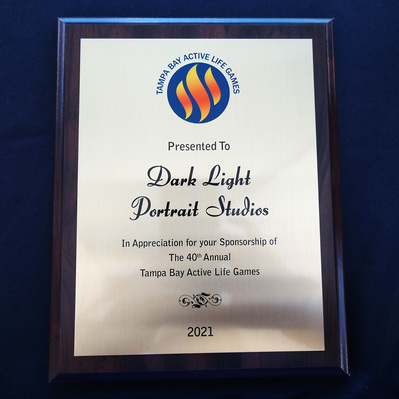 TAMPA BAY ACTIVE LIFE GAMES
Presented To
Dark Light
Portrait Studios
In Appreciation for your Sponsorship of
The 40th Annual
Tampa Bay Active Life Games
2021